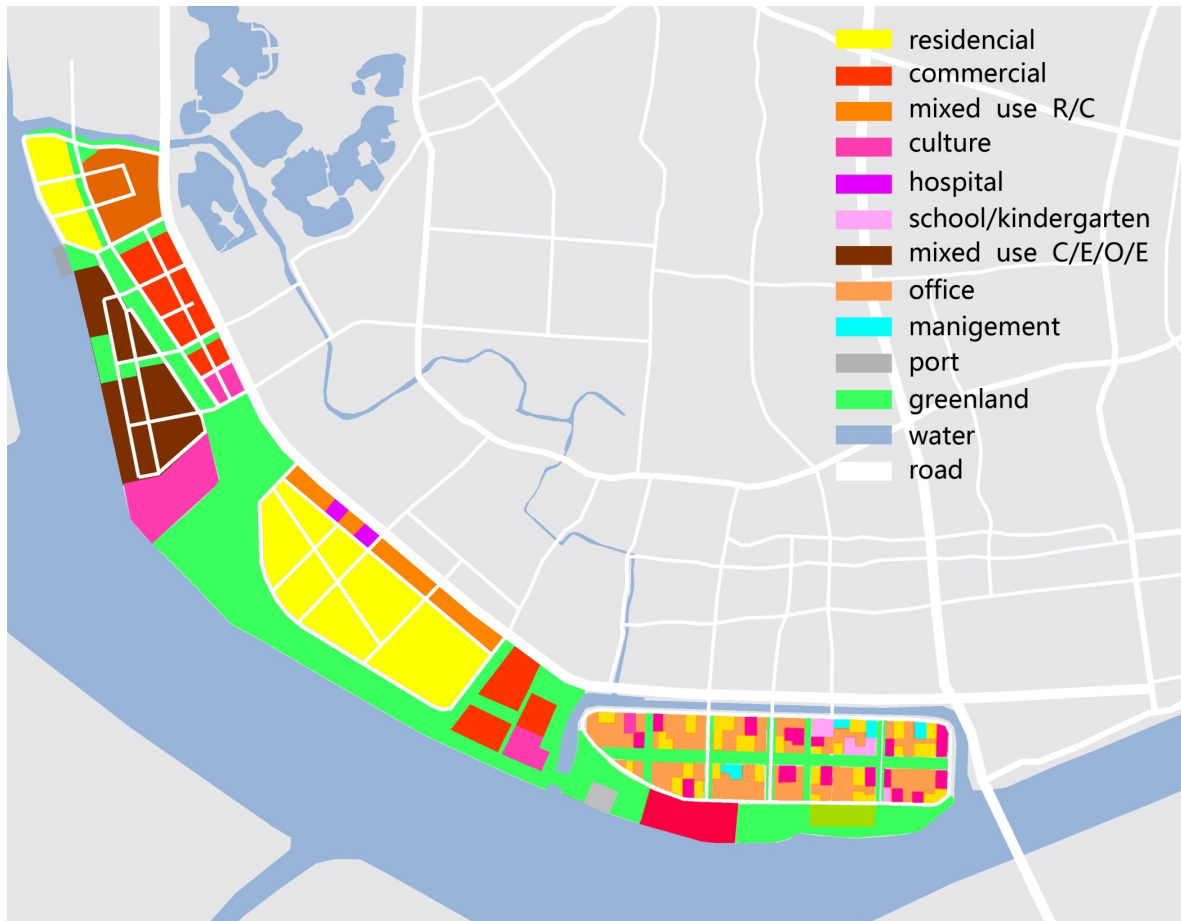 residencial
commercial
mixed use R/C
culture
hospital
school/kindergarten
mixed use C/E/O/E
office
manigement
port
greenland
water
road